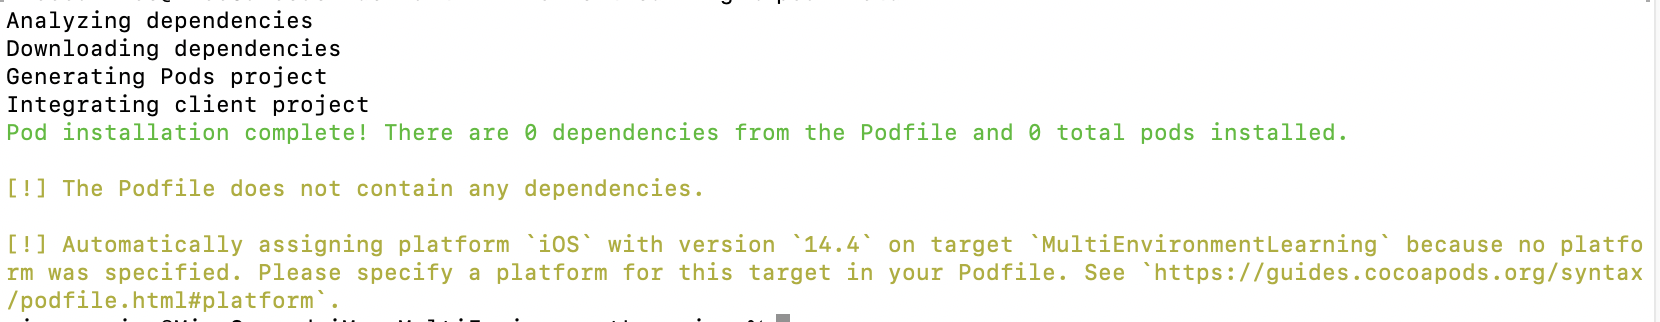 Analyzing dependencies
Downloading dependencies
Generating Pods project
Integrating client project
Pod installation complete! There are 0 dependencies from the Podfile and 0 total pods installed.
[!] The Podfile does not contain any dependencies.
[!] Automatically assigning platform `iOS` with version `14.4` on target `MultiEnvironmentLearning` because no platfo
rm was specified. Please specify a platform for this target in your Podfile. See `https://guides.cocoapods.org/syntax
/podfile.html#platform`.